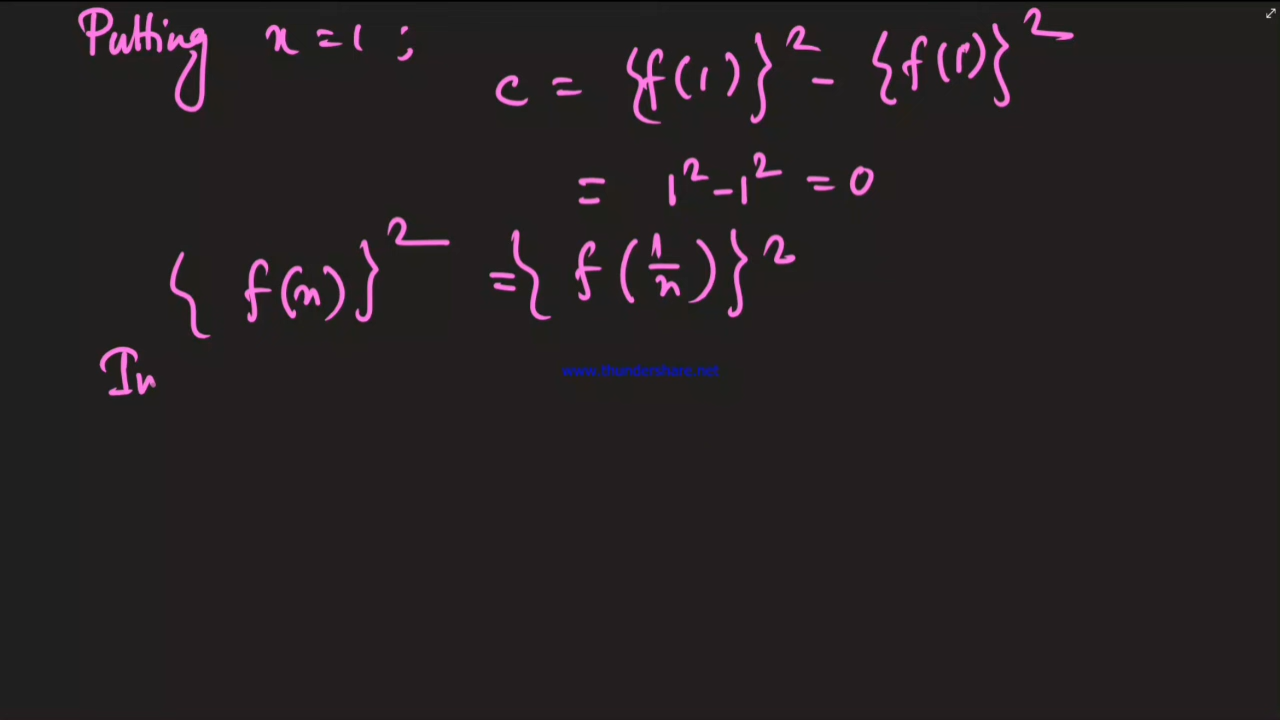 Putting x = 1 ;
c = {f(1)}² - {f(1)}²
= 1² - 1² = 0
{f(x)}² = {f(1/x)}²
In
www.thundershare.net